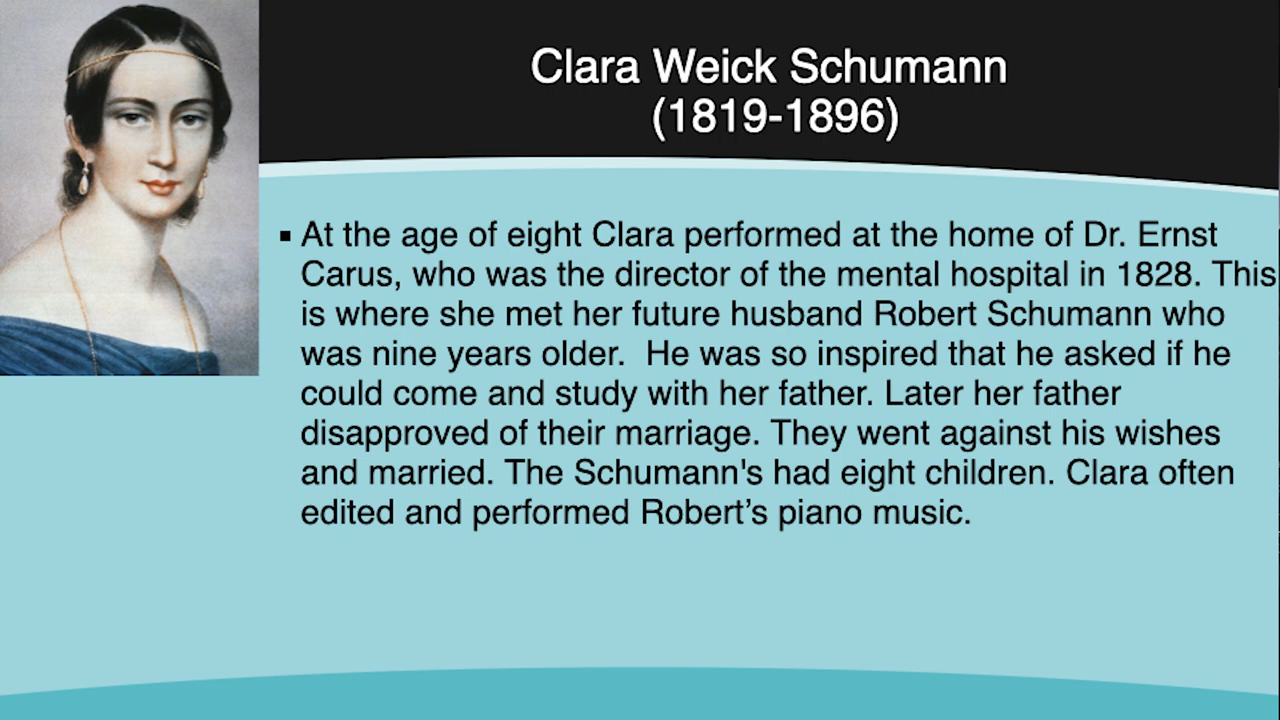 Clara Weick Schumann
(1819-1896)
▪ At the age of eight Clara performed at the home of Dr. Ernst
Carus, who was the director of the mental hospital in 1828. This
is where she met her future husband Robert Schumann who
was nine years older.  He was so inspired that he asked if he
could come and study with her father. Later her father
disapproved of their marriage. They went against his wishes
and married. The Schumann's had eight children. Clara often
edited and performed Robert’s piano music.